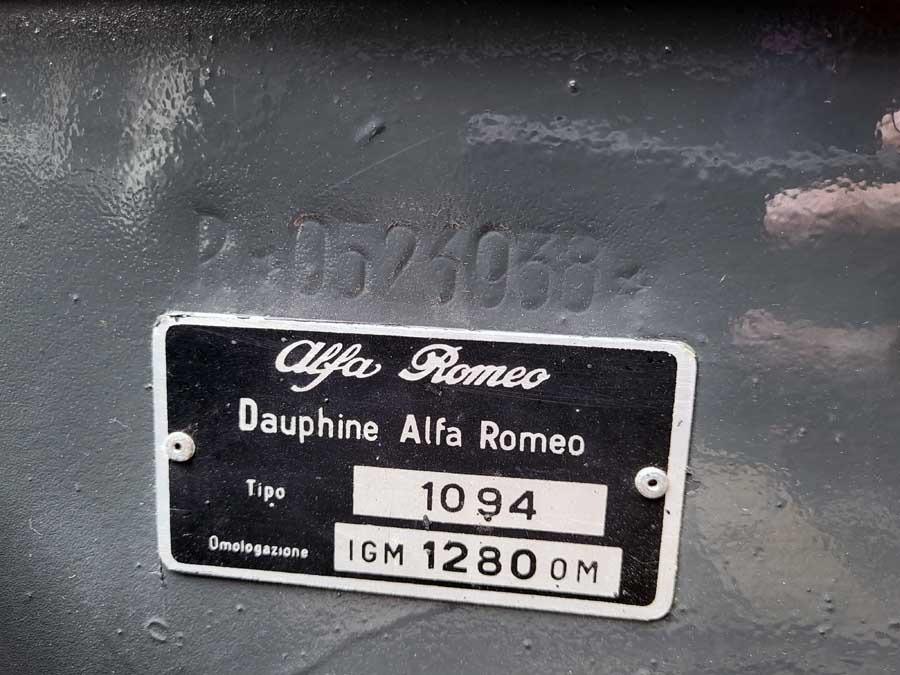 Alfa Romeo
Dauphine Alfa Romeo
Tipo 1094
Omologazione IGM 1280 OM